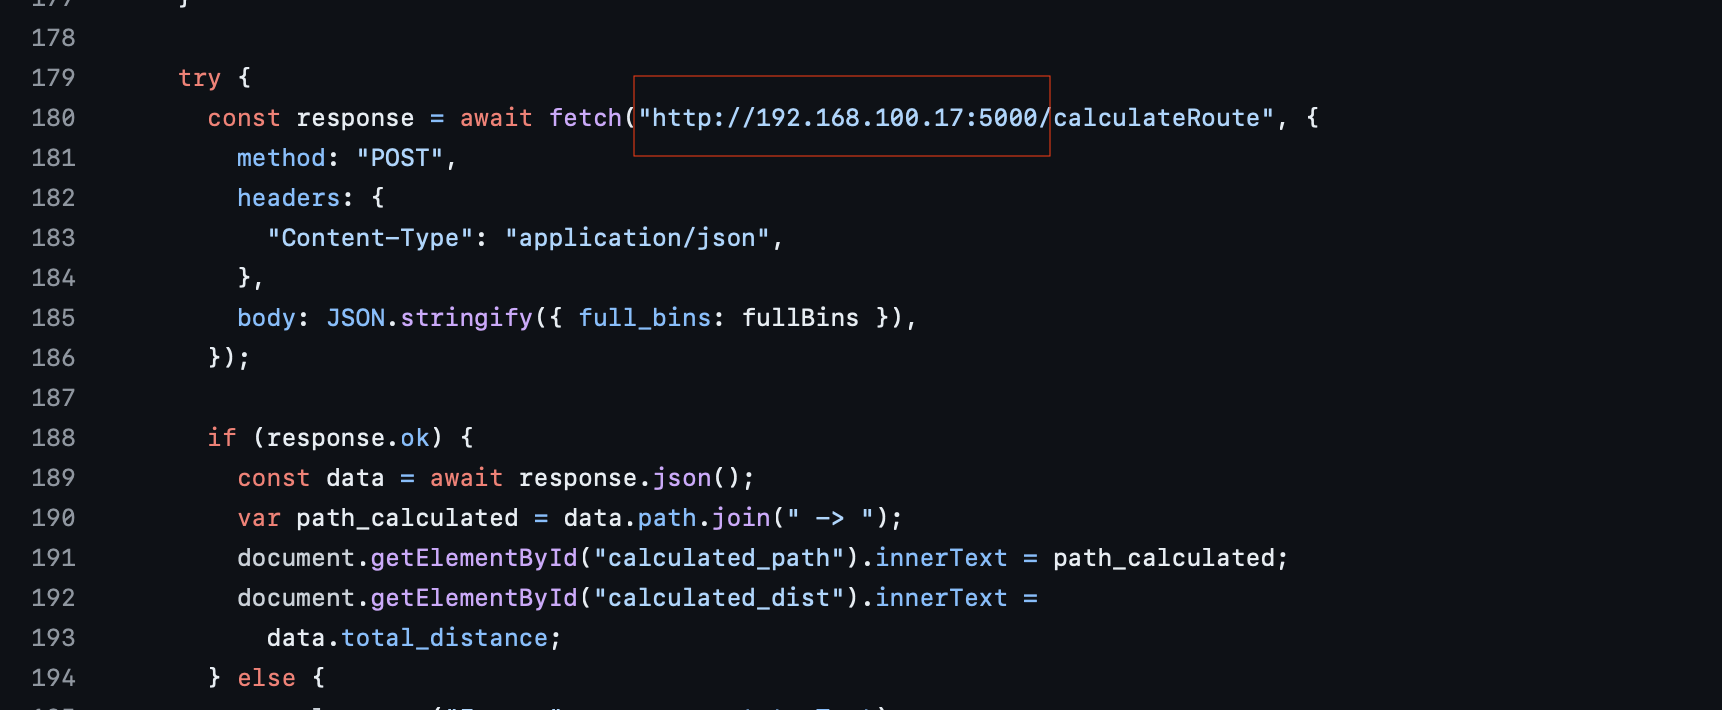 178
179 try {
180 const response = await fetch("http://192.168.100.17:5000/calculateRoute", {
181 method: "POST",
182 headers: {
183 "Content-Type": "application/json",
184 },
185 body: JSON.stringify({ full_bins: fullBins }),
186 });
187
188 if (response.ok) {
189 const data = await response.json();
190 var path_calculated = data.path.join(" -> ");
191 document.getElementById("calculated_path").innerText = path_calculated;
192 document.getElementById("calculated_dist").innerText =
193 data.total_distance;
194 } else {